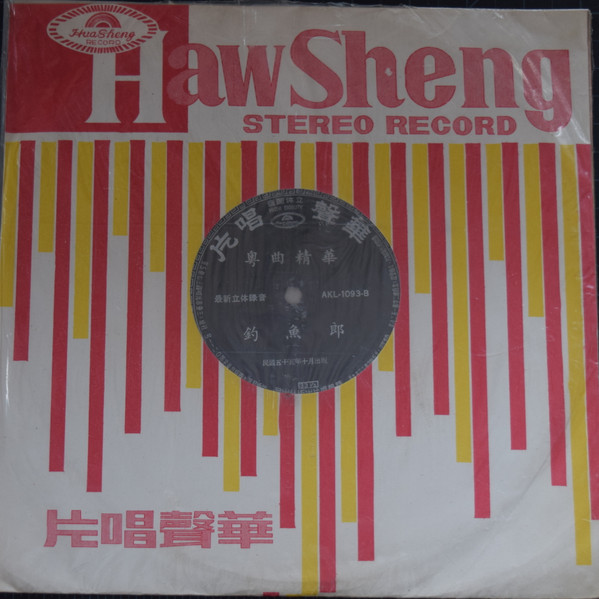 HuaSheng
RECORD
HawSheng
STEREO RECORD
華聲唱片
粵曲精華
最新立体錄音
AKL-1093-B
釣魚郎
片唱聲華